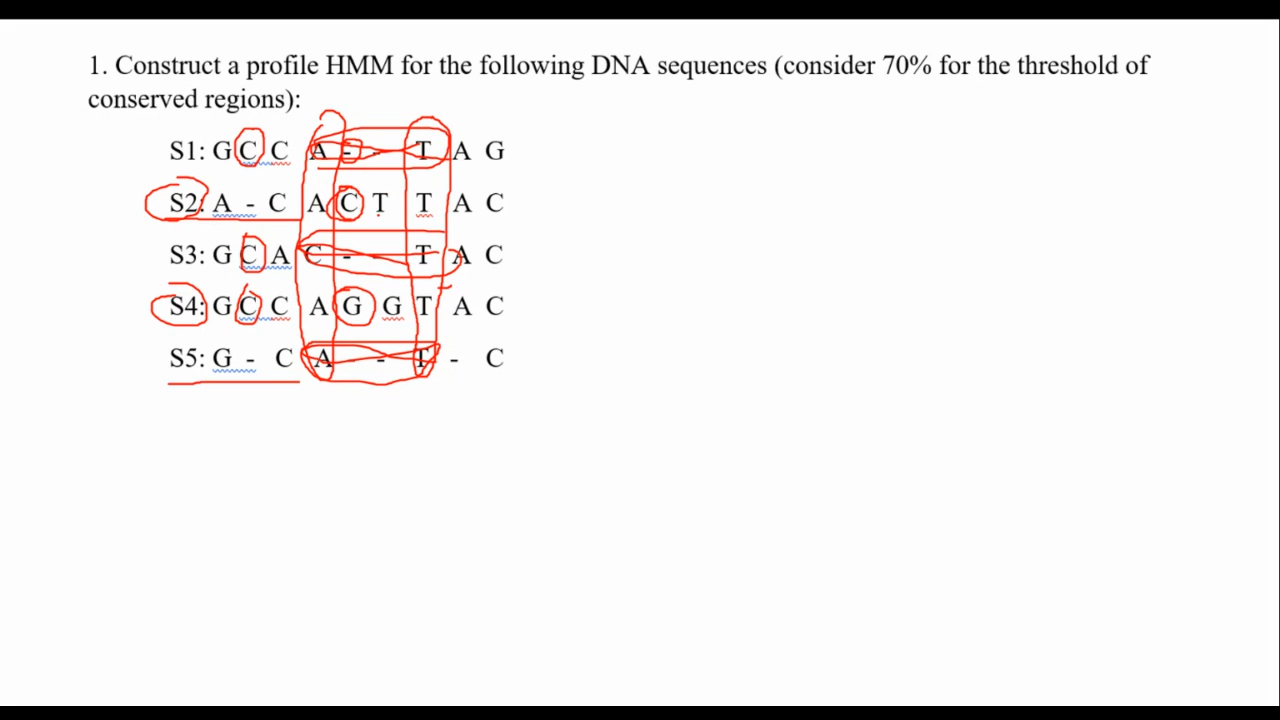 1. Construct a profile HMM for the following DNA sequences (consider 70% for the threshold of
conserved regions):
S1: G C C A - - T A G
S2: A - C A C T T A C
S3: G C A C - T A C
S4: G C C A G G T A C
S5: G - C A - - T - C